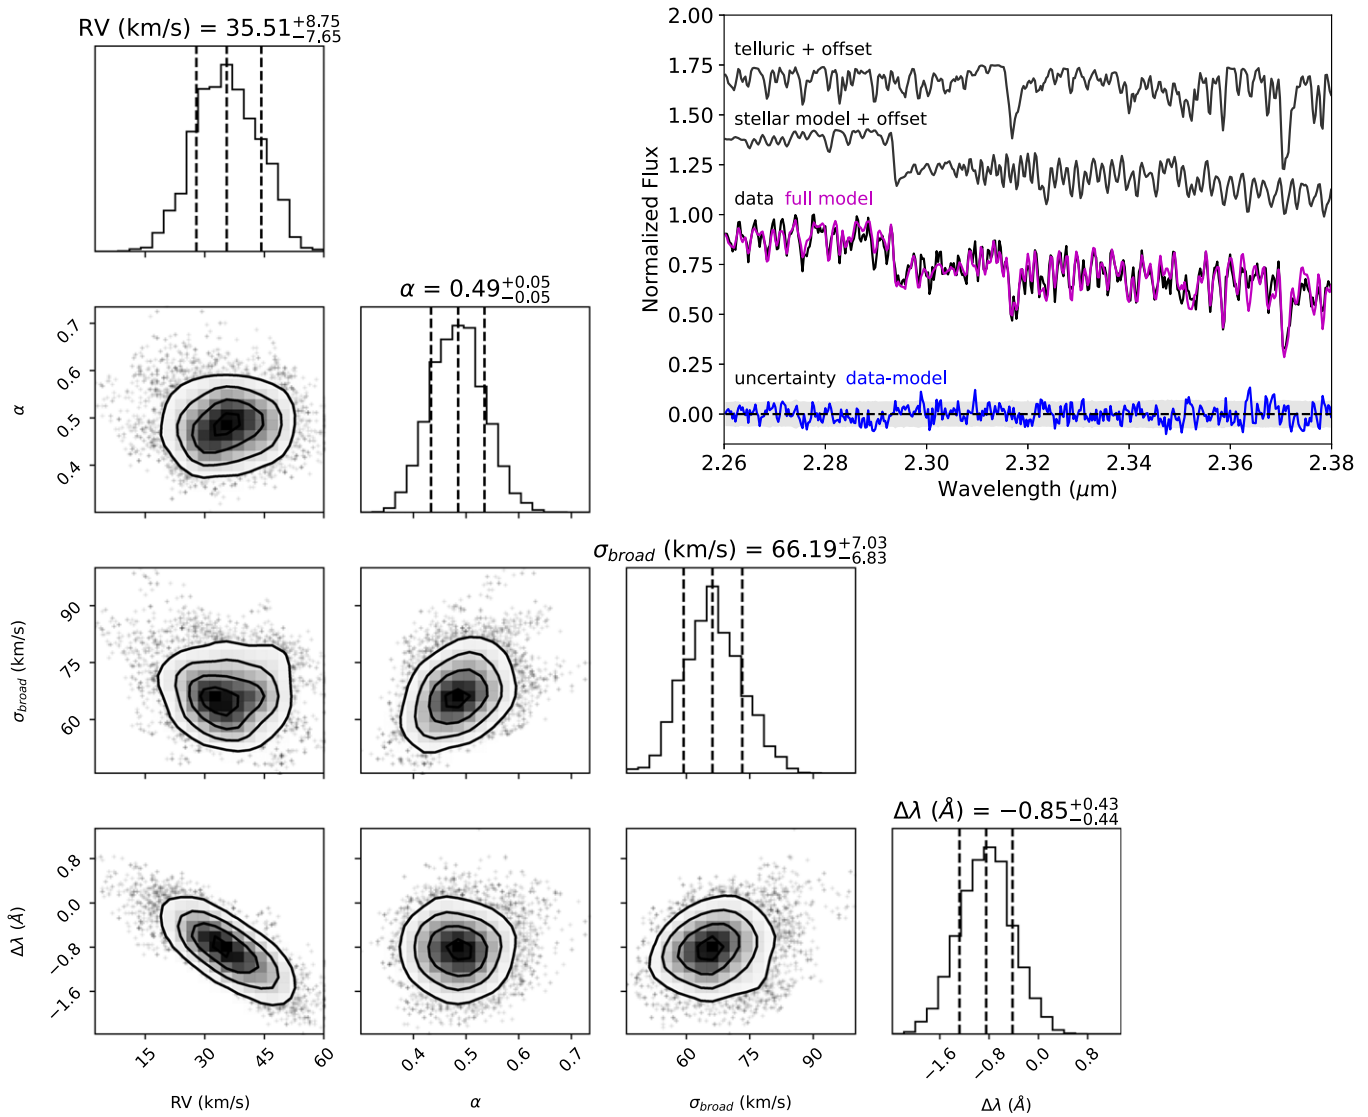 RV (km/s) = 35.51 +8.75 −7.65
2.00
telluric + offset
1.75
1.50
stellar model + offset
1.25
data full model
1.00
0.75
0.50
0.25
uncertainty data-model
0.00
Normalized Flux
2.26 2.28 2.30 2.32 2.34 2.36 2.38
Wavelength (μm)
α = 0.49 +0.05 −0.05
0.7
0.6
0.5
0.4
α
σbroad (km/s) = 66.19 +7.03 −6.83
90
75
60
σbroad (km/s)
Δλ (Å) = −0.85 +0.43 −0.44
0.8
0.0
−0.8
−1.6
Δλ (Å)
15 30 45 60
0.4 0.5 0.6 0.7
60 75 90
−1.6 −0.8 0.0 0.8
RV (km/s)
α
σbroad (km/s)
Δλ (Å)